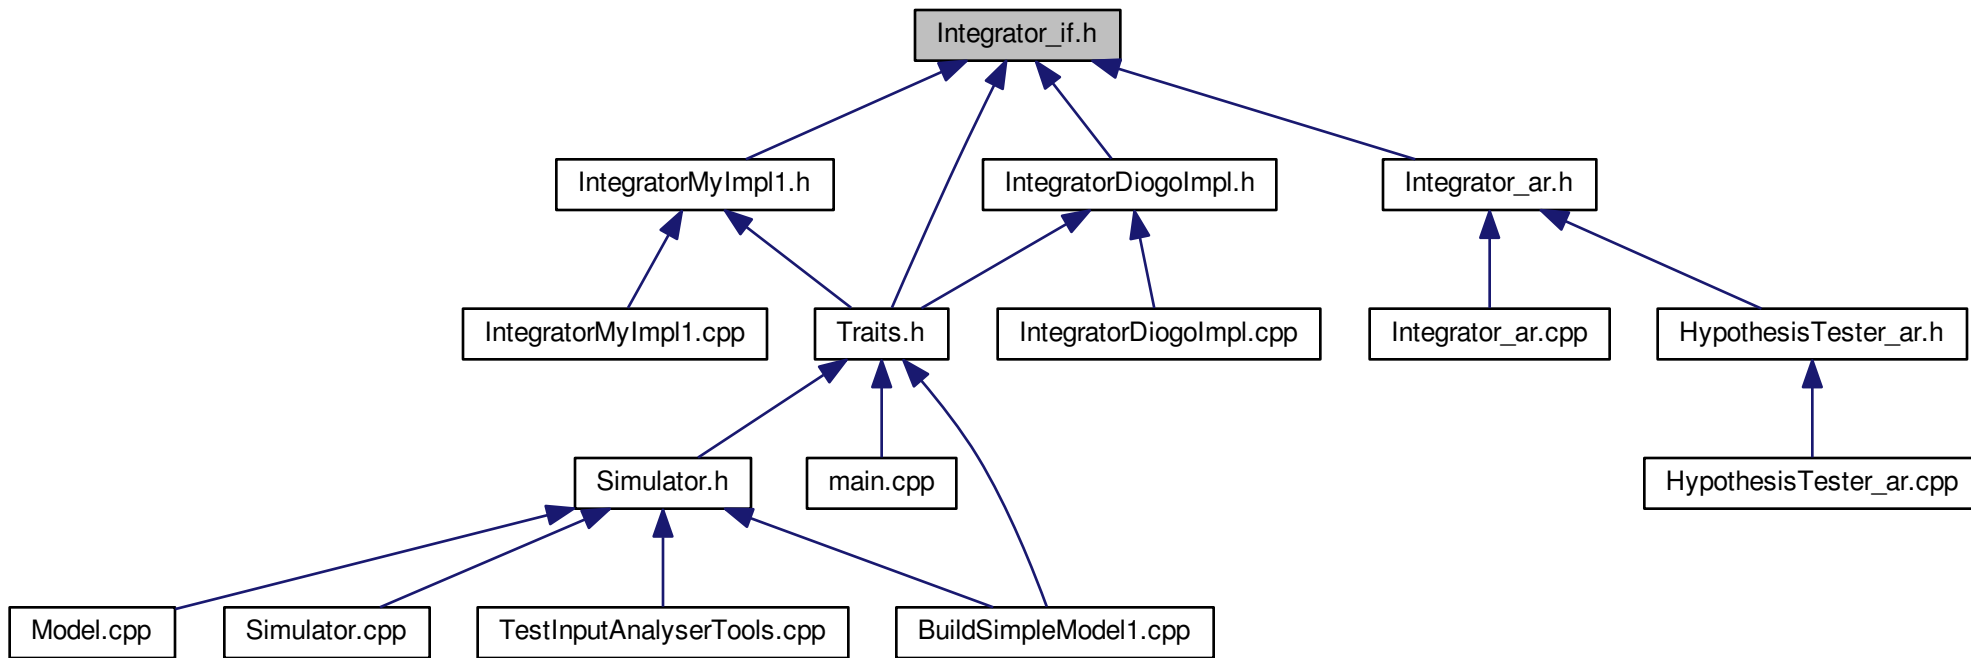 Integrator_if.h
IntegratorMyImpl1.h
IntegratorDiogoImpl.h
Integrator_ar.h
IntegratorMyImpl1.cpp
Traits.h
IntegratorDiogoImpl.cpp
Integrator_ar.cpp
HypothesisTester_ar.h
Simulator.h
main.cpp
HypothesisTester_ar.cpp
Model.cpp
Simulator.cpp
TestInputAnalyserTools.cpp
BuildSimpleModel1.cpp